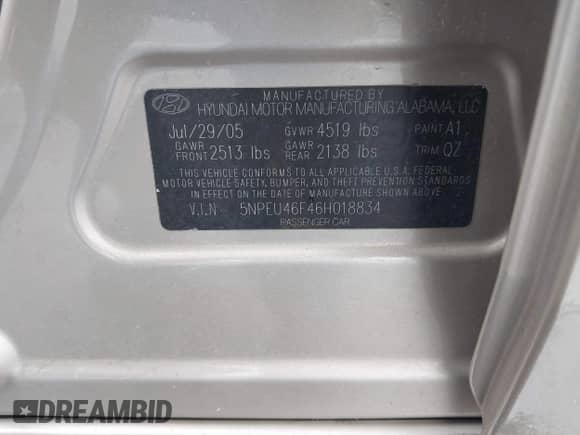 MANUFACTURED BY
HYUNDAI MOTOR MANUFACTURING ALABAMA, LLC
Jul/29/05 GVWR 4519 lbs PAINT A1
GAWR FRONT 2513 lbs GAWR REAR 2138 lbs TRIM QZ
THIS VEHICLE CONFORMS TO ALL APPLICABLE U.S.A. FEDERAL
MOTOR VEHICLE SAFETY, BUMPER, AND THEFT PREVENTION STANDARDS
IN EFFECT ON THE DATE OF MANUFACTURE SHOWN ABOVE.
V.I.N 5NPEU46F46H018834
PASSENGER CAR
DREAMBID